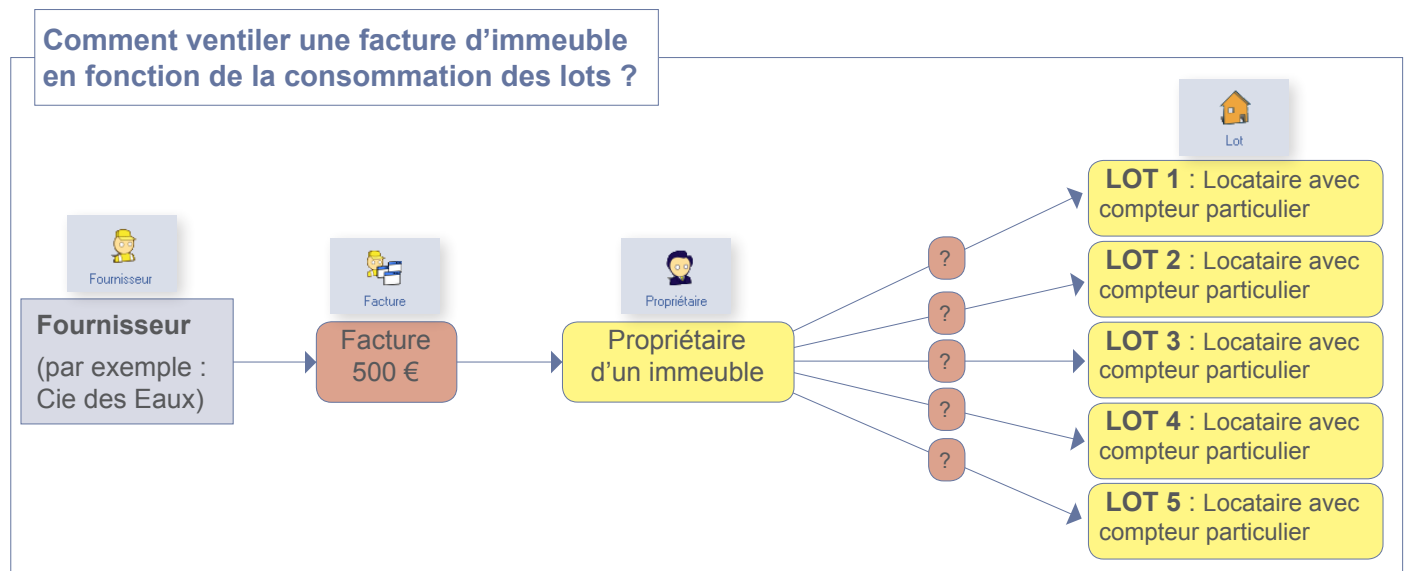 Comment ventiler une facture d’immeuble
en fonction de la consommation des lots ?
Lot
LOT 1 : Locataire avec
compteur particulier
Fournisseur
Facture
Propriétaire
?
LOT 2 : Locataire avec
compteur particulier
?
Fournisseur
(par exemple :
Cie des Eaux)
Facture
500 €
Propriétaire
d’un immeuble
?
LOT 3 : Locataire avec
compteur particulier
?
LOT 4 : Locataire avec
compteur particulier
?
LOT 5 : Locataire avec
compteur particulier